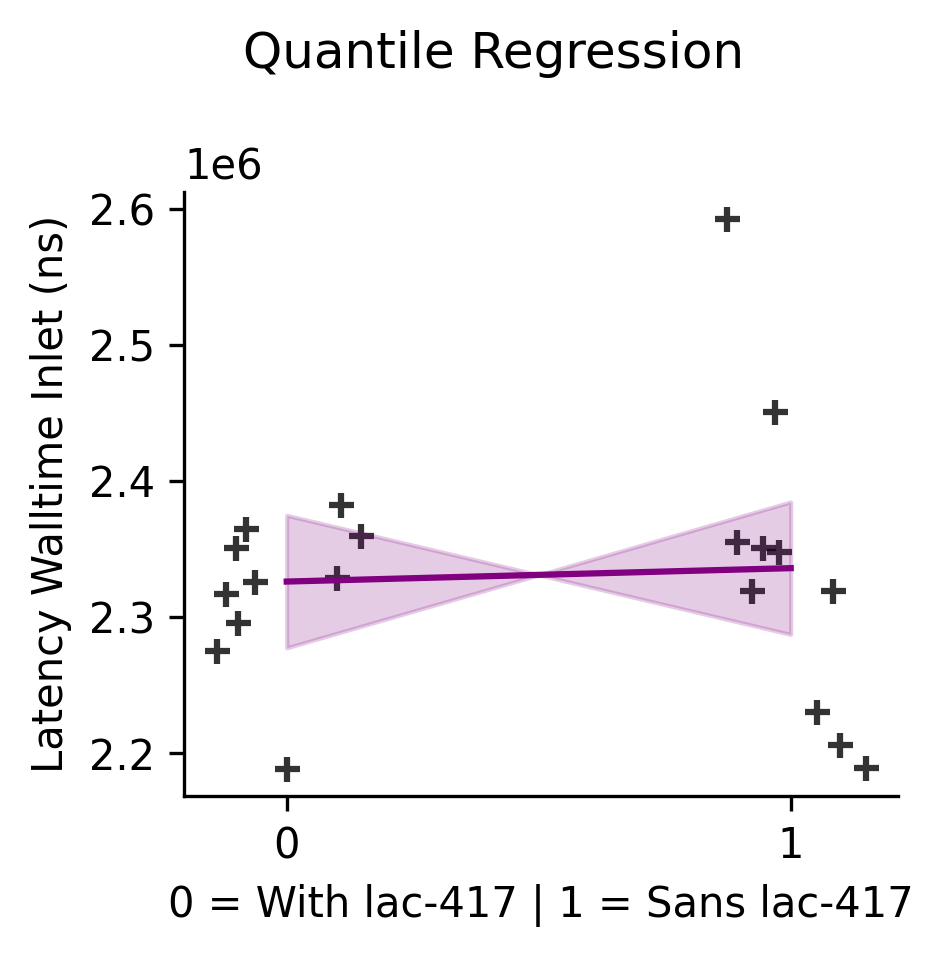 Quantile Regression
1e6
2.6
2.5
2.4
2.3
2.2
Latency Walltime Inlet (ns)
0 1
0 = With lac-417 | 1 = Sans lac-417